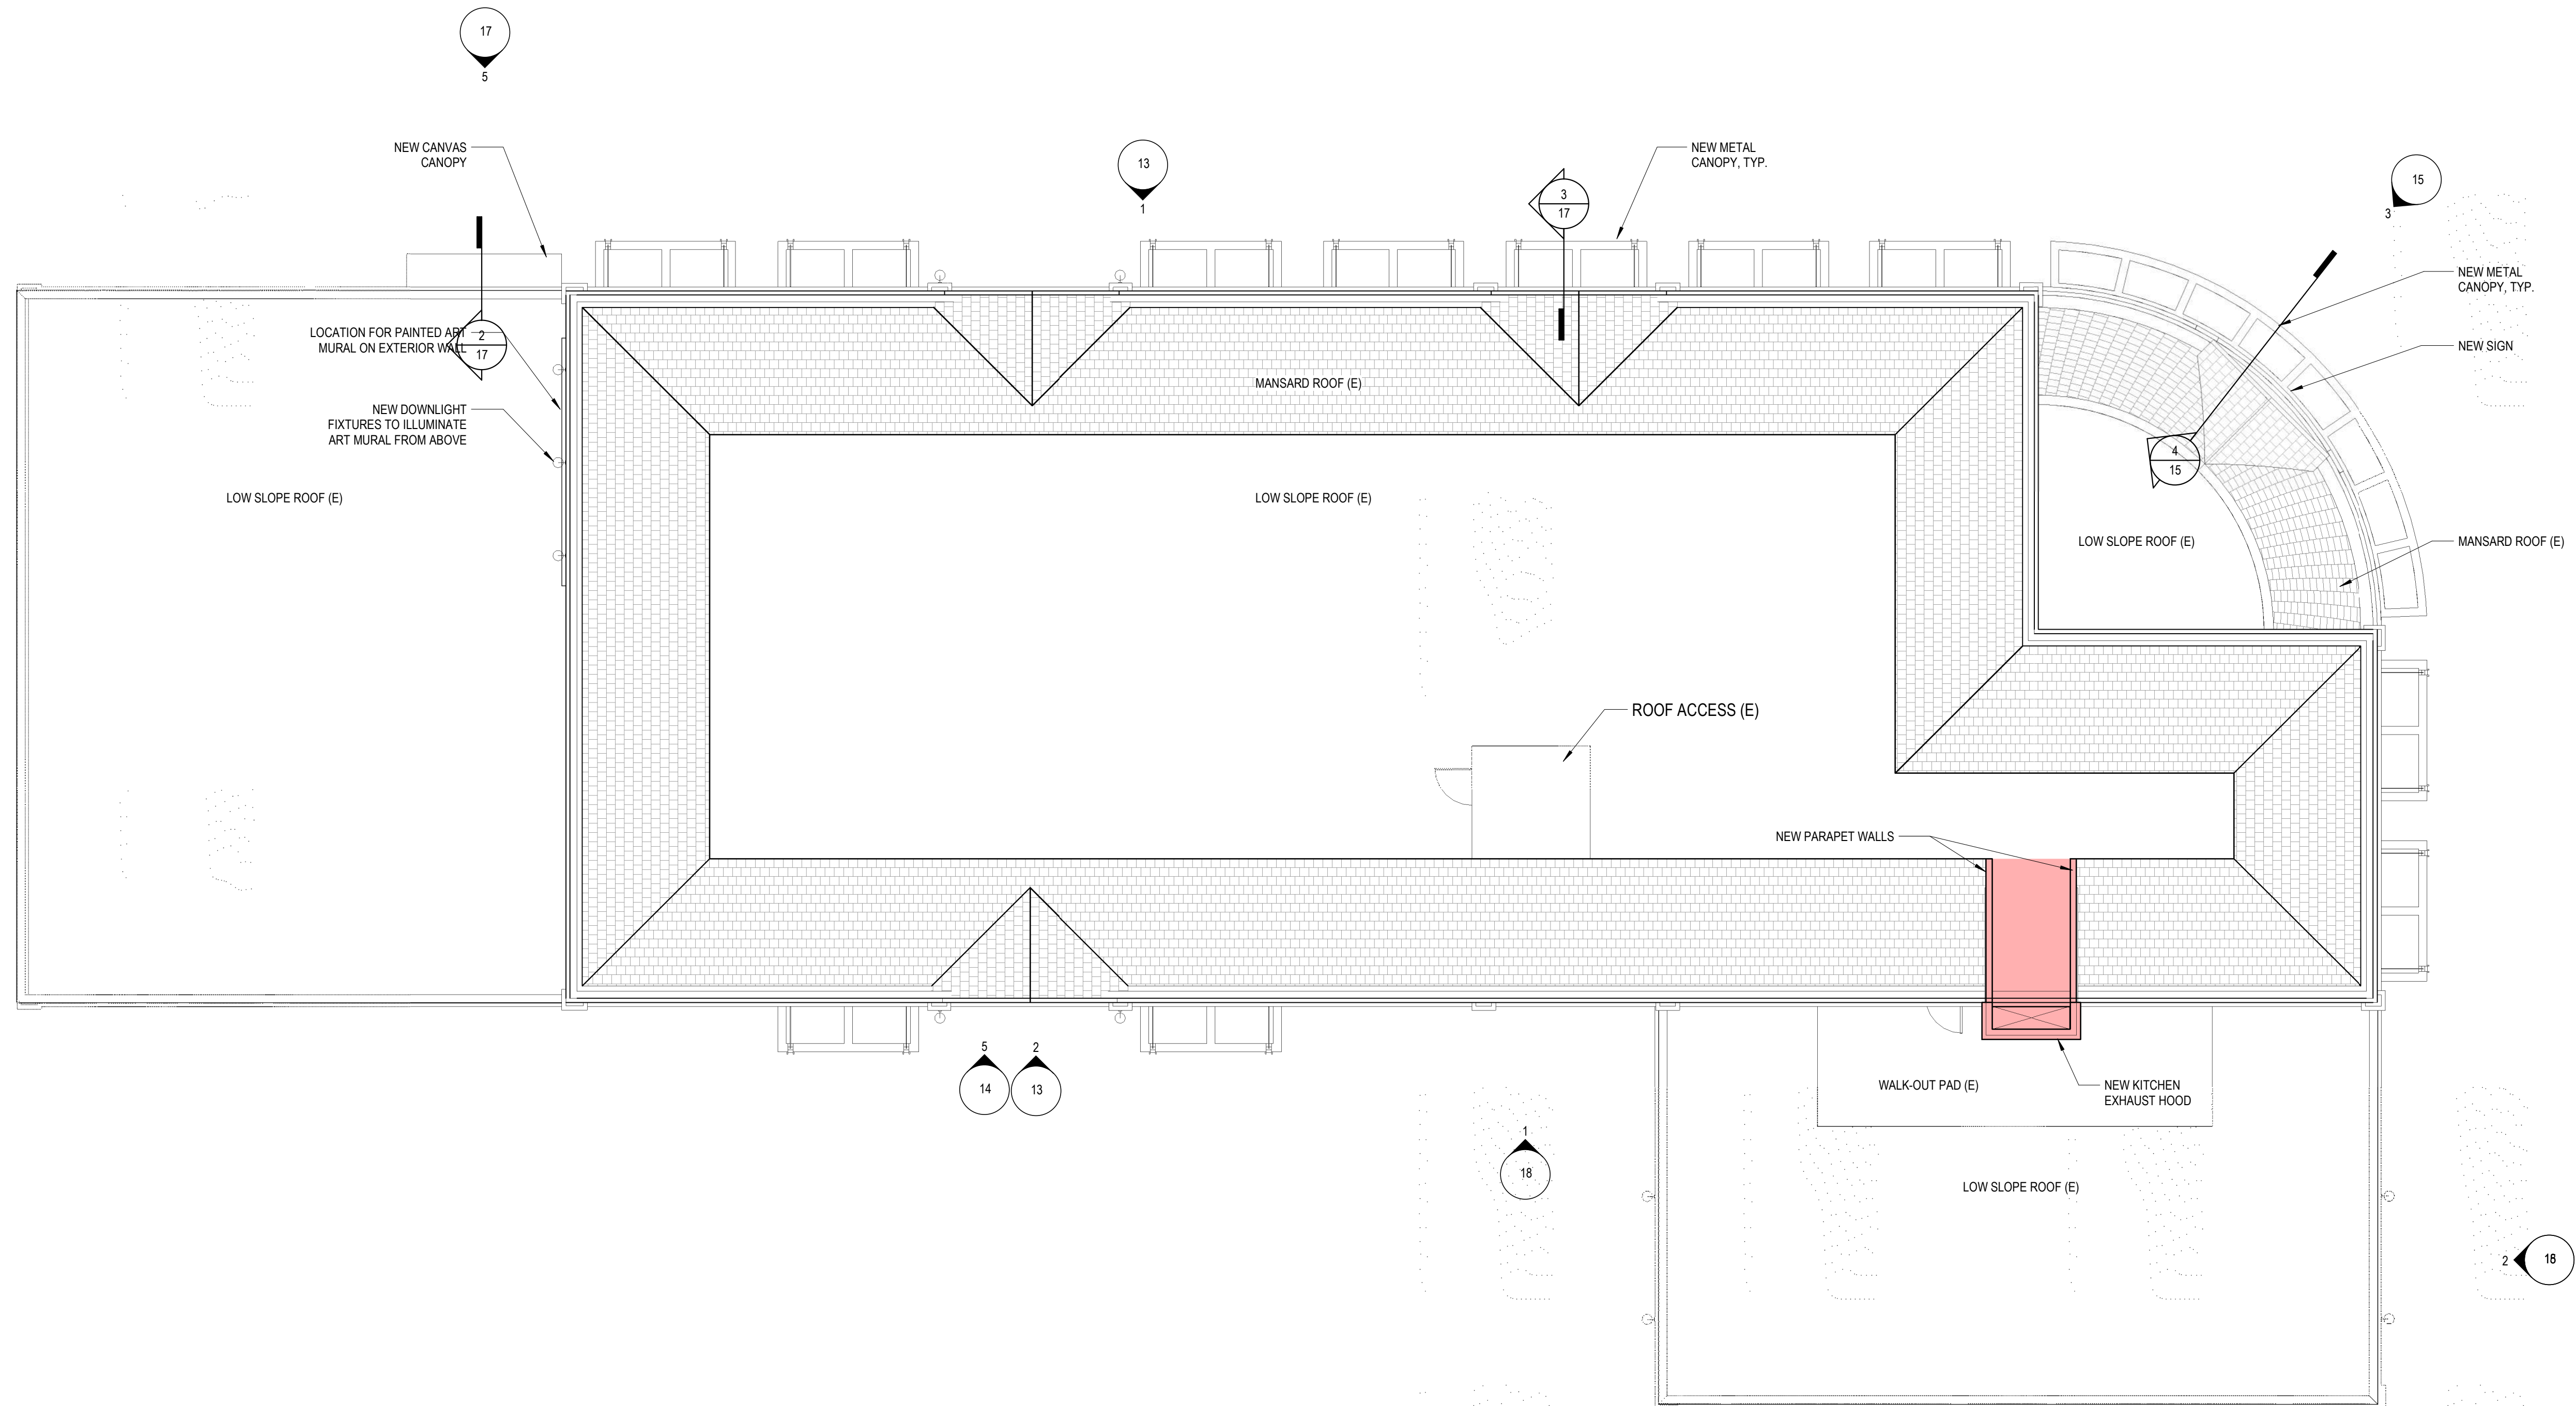 17
5
NEW CANVAS
CANOPY
13
1
3
17
NEW METAL
CANOPY, TYP.
15
3
NEW METAL
CANOPY, TYP.
LOCATION FOR PAINTED ART
MURAL ON EXTERIOR WALL
2
17
NEW SIGN
MANSARD ROOF (E)
NEW DOWNLIGHT
FIXTURES TO ILLUMINATE
ART MURAL FROM ABOVE
4
15
LOW SLOPE ROOF (E)
LOW SLOPE ROOF (E)
LOW SLOPE ROOF (E)
MANSARD ROOF (E)
ROOF ACCESS (E)
NEW PARAPET WALLS
5
14
2
13
WALK-OUT PAD (E)
NEW KITCHEN
EXHAUST HOOD
1
18
LOW SLOPE ROOF (E)
2